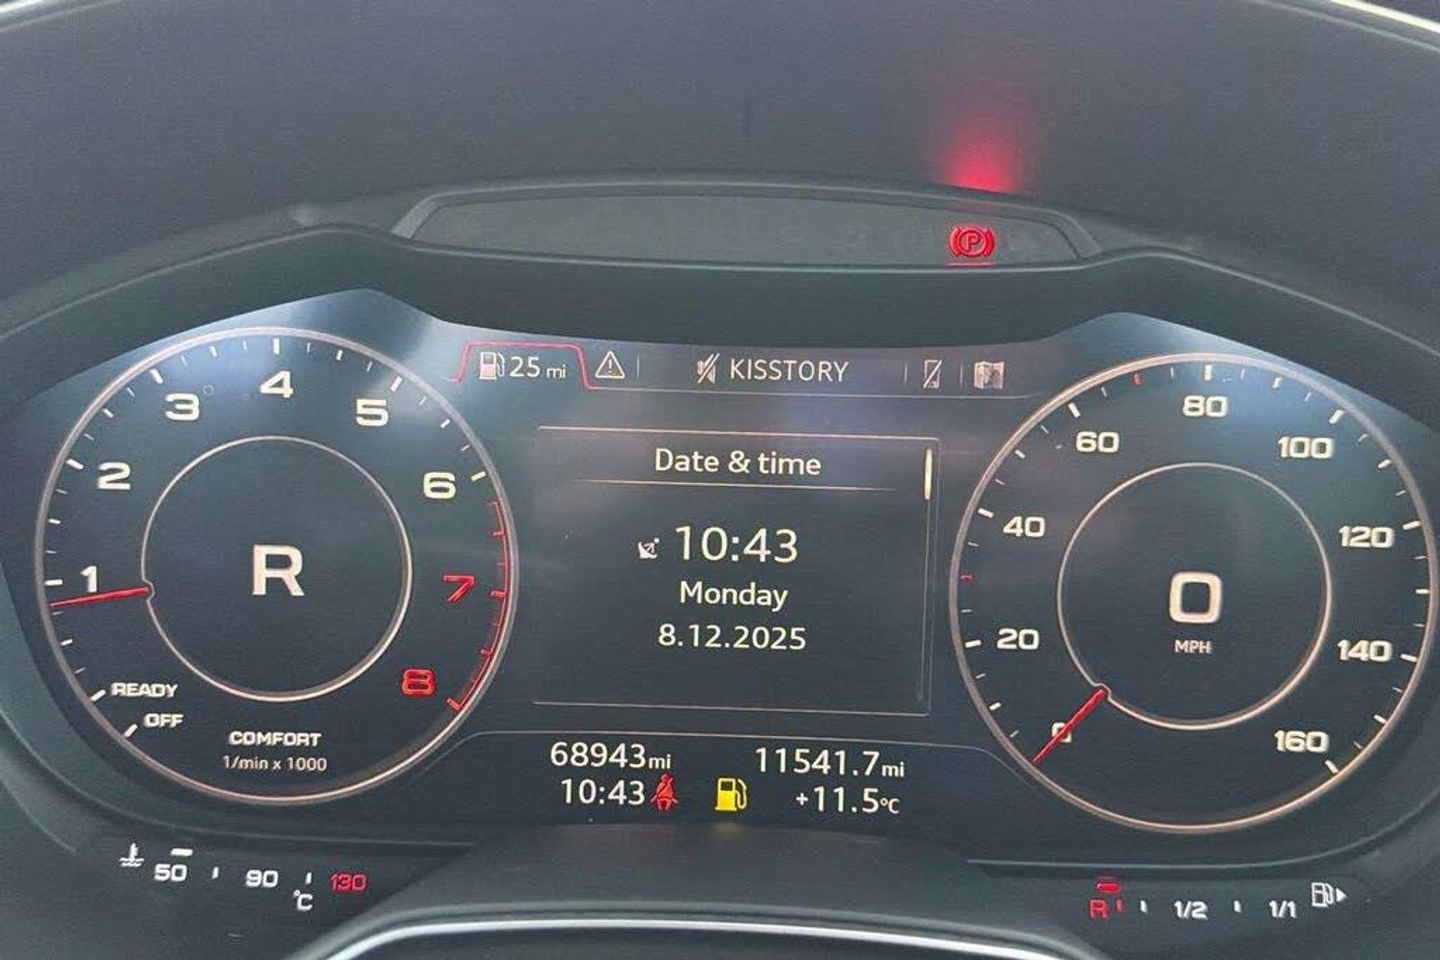 P
25 mi
KISSTORY
1
2
3
4
5
6
7
8
R
READY
OFF
COMFORT
1/min x 1000
Date & time
10:43
Monday
8.12.2025
0
20
40
60
80
100
120
140
160
0
MPH
68943mi
11541.7mi
10:43
+11.5°C
50
90
130
°C
R
1/2
1/1